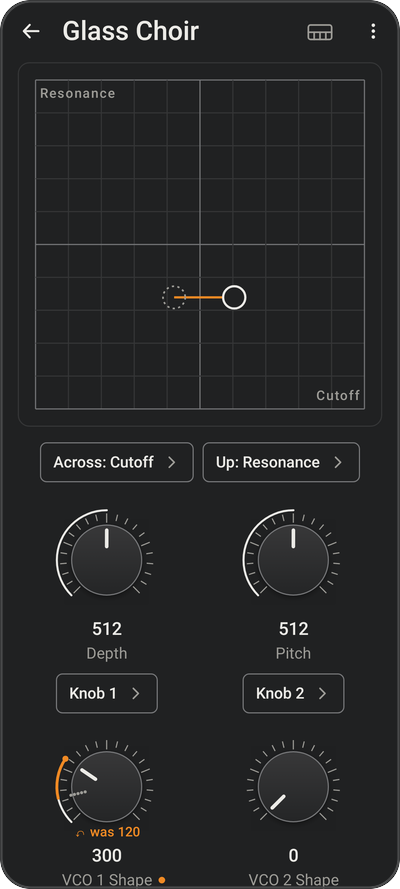 Glass Choir
Resonance
Cutoff
Across: Cutoff
Up: Resonance
512
512
Depth
Pitch
Knob 1
Knob 2
was 120
300
0
VCO 1 Shape
VCO 2 Shape